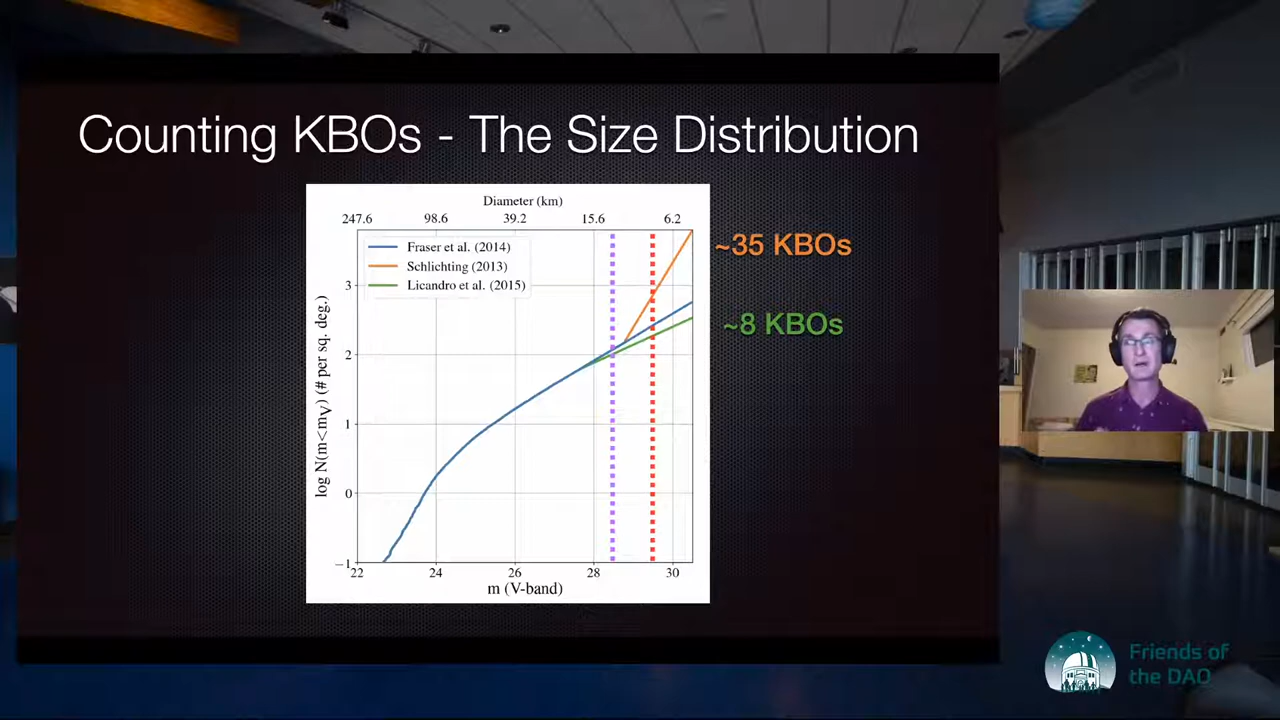 Counting KBOs - The Size Distribution
Diameter (km)
247.6 98.6 39.2 15.6 6.2
Fraser et al. (2014)
Schlichting (2013)
Licandro et al. (2015)
~35 KBOs
~8 KBOs
log N(m<mV) (# per sq. deg.)
3
2
1
0
−1
22 24 26 28 30
m (V-band)
Friends of
the DAO